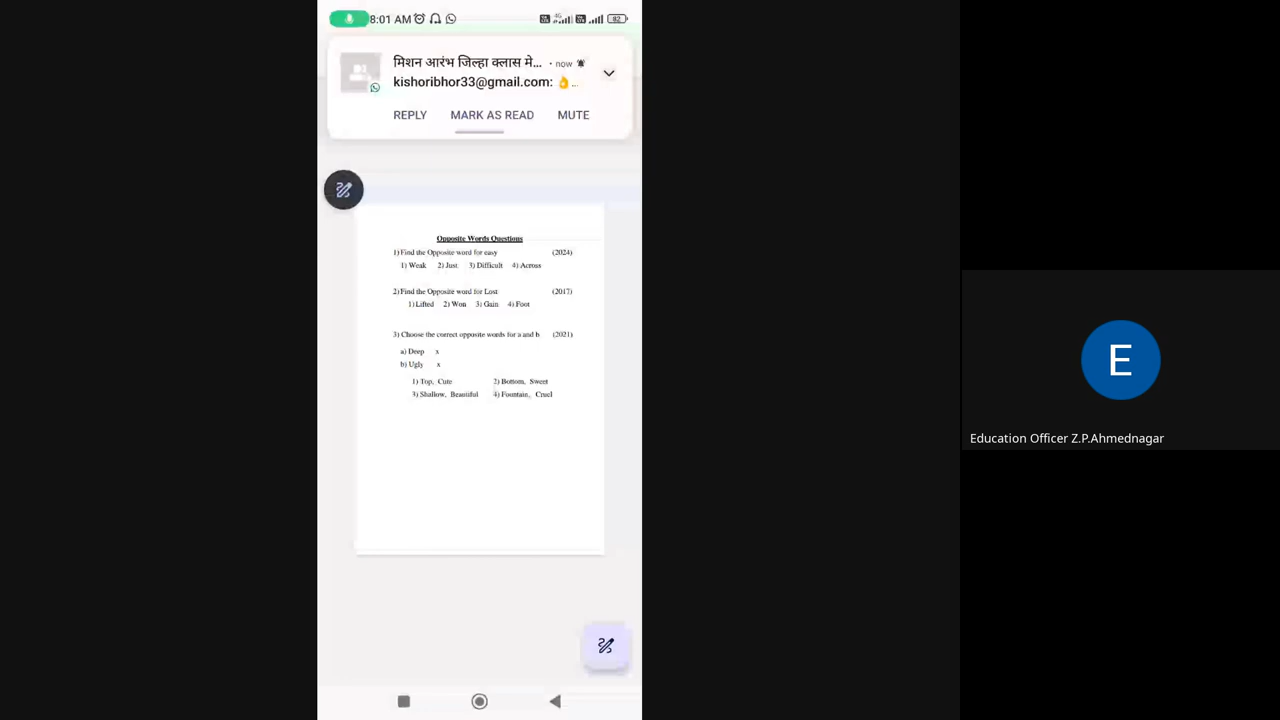 8:01 AM
4G
82
मिशन आरंभ जिल्हा क्लास मे... • now
kishoribhor33@gmail.com: 👌...
REPLY MARK AS READ MUTE
Opposite Words Questions
1) Find the Opposite word for easy (2024)
1) Weak 2) Just 3) Difficult 4) Across
2) Find the Opposite word for Lost (2017)
1) Lifted 2) Won 3) Gain 4) Foot
3) Choose the correct opposite words for a and b (2021)
a) Deep x
b) Ugly x
1) Top, Cute 2) Bottom, Sweet
3) Shallow, Beautiful 4) Fountain, Cruel
E
Education Officer Z.P.Ahmednagar